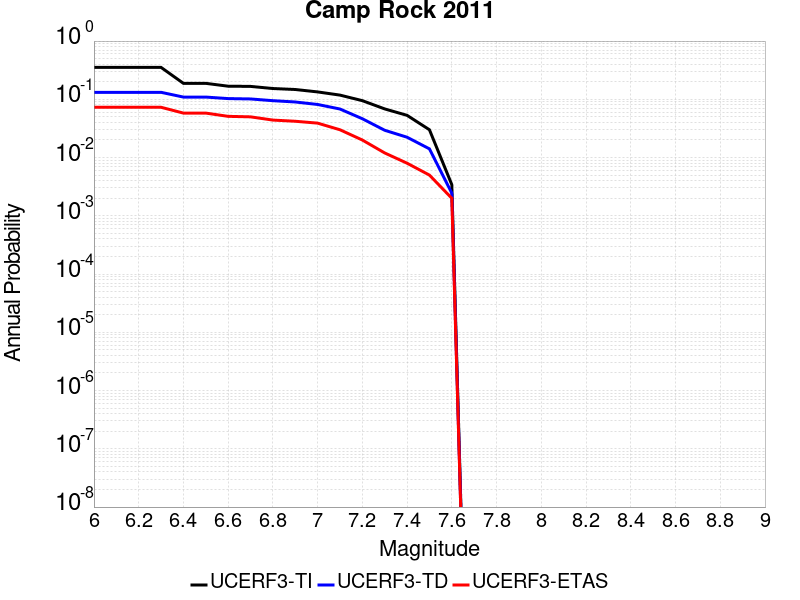 Camp Rock 2011
10^0
10^-1
10^-2
10^-3
10^-4
10^-5
10^-6
10^-7
10^-8
Annual Probability
6 6.2 6.4 6.6 6.8 7 7.2 7.4 7.6 7.8 8 8.2 8.4 8.6 8.8 9
Magnitude
UCERF3-TI UCERF3-TD UCERF3-ETAS